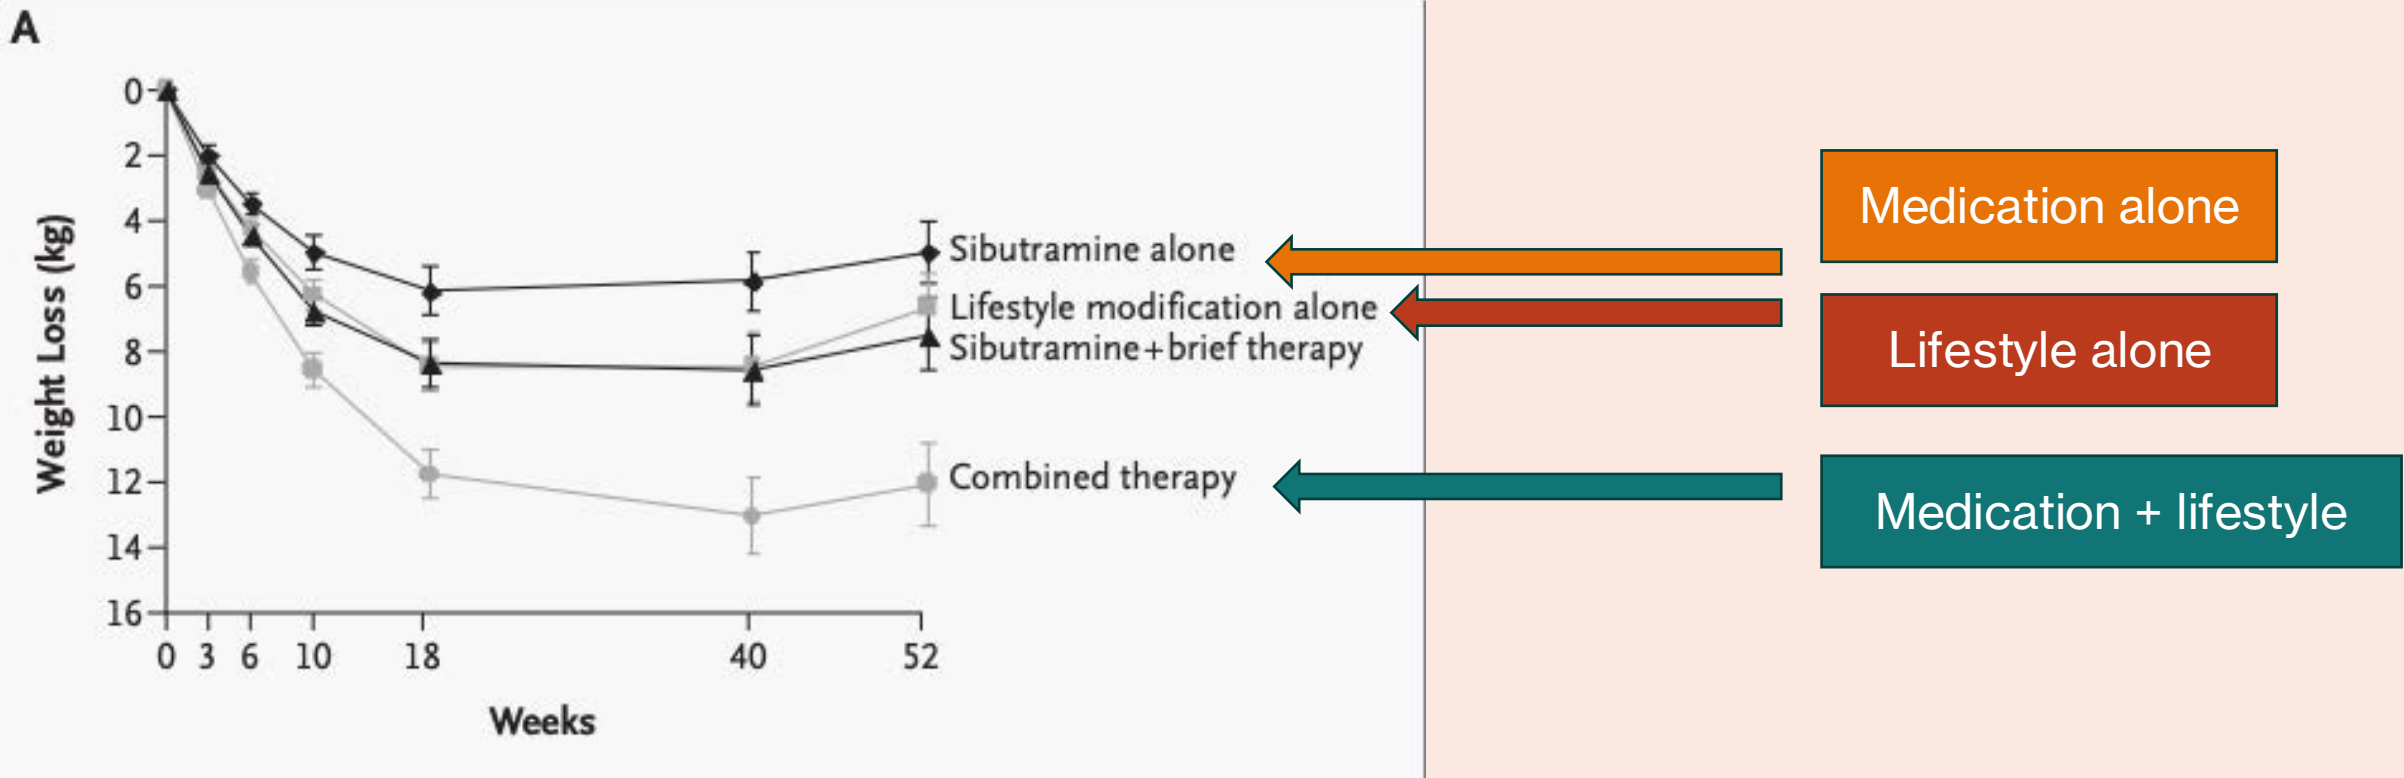 A
0
2
4
6
8
10
12
14
16
Weight Loss (kg)
0 3 6 10 18 40 52
Weeks
Sibutramine alone
Lifestyle modification alone
Sibutramine+brief therapy
Combined therapy
Medication alone
Lifestyle alone
Medication + lifestyle